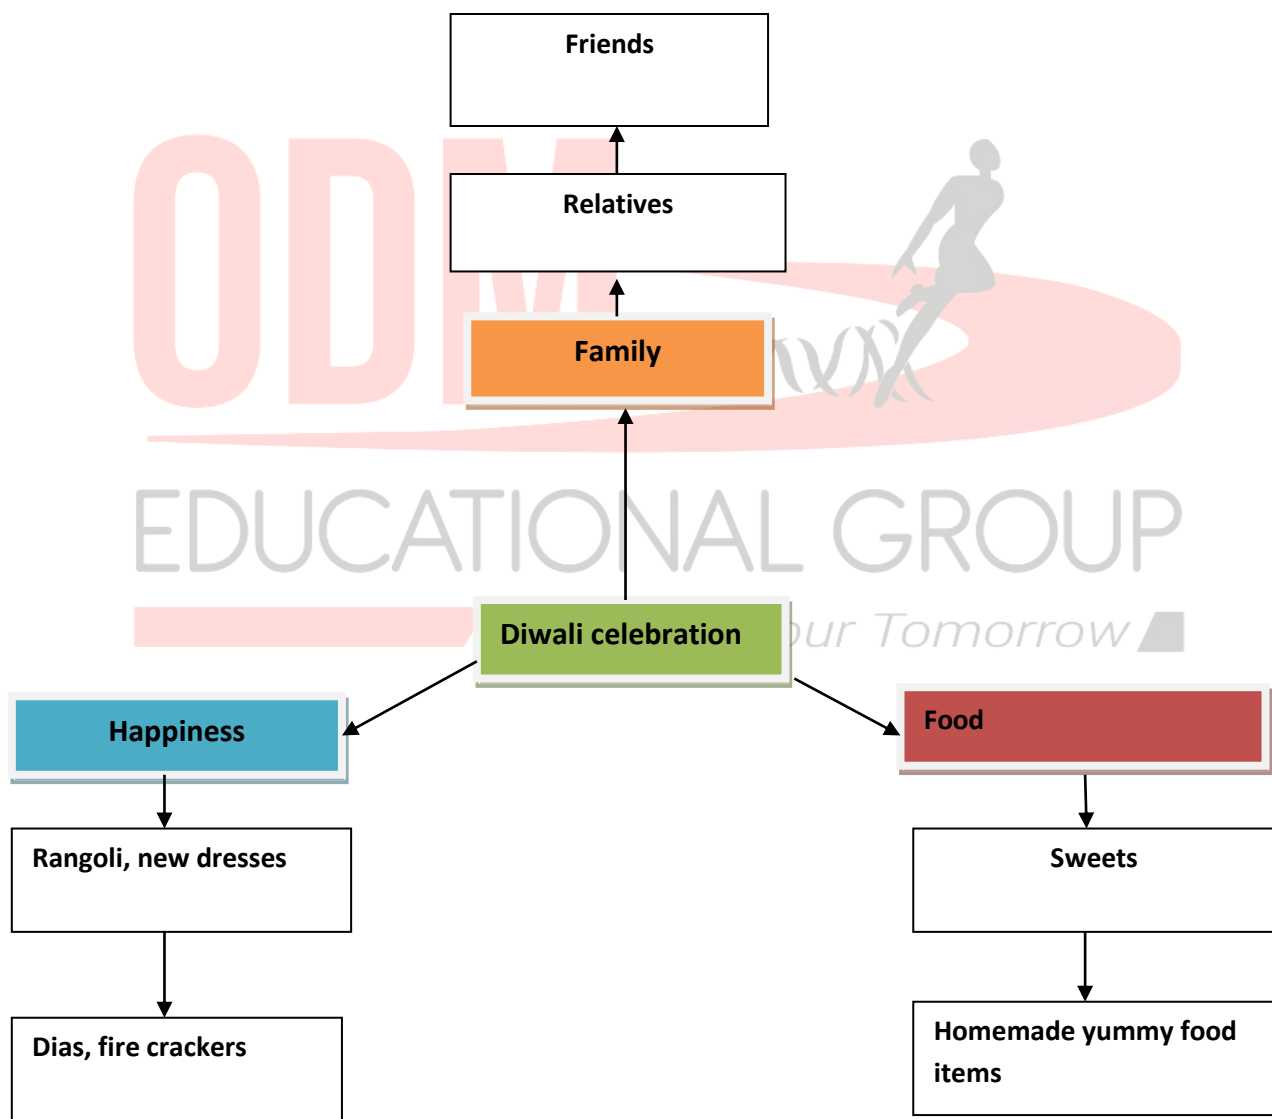 Friends
Relatives
ODM
Family
EDUCATIONAL GROUP
Diwali celebration
our Tomorrow
Happiness
Food
Rangoli, new dresses
Sweets
Dias, fire crackers
Homemade yummy food
items